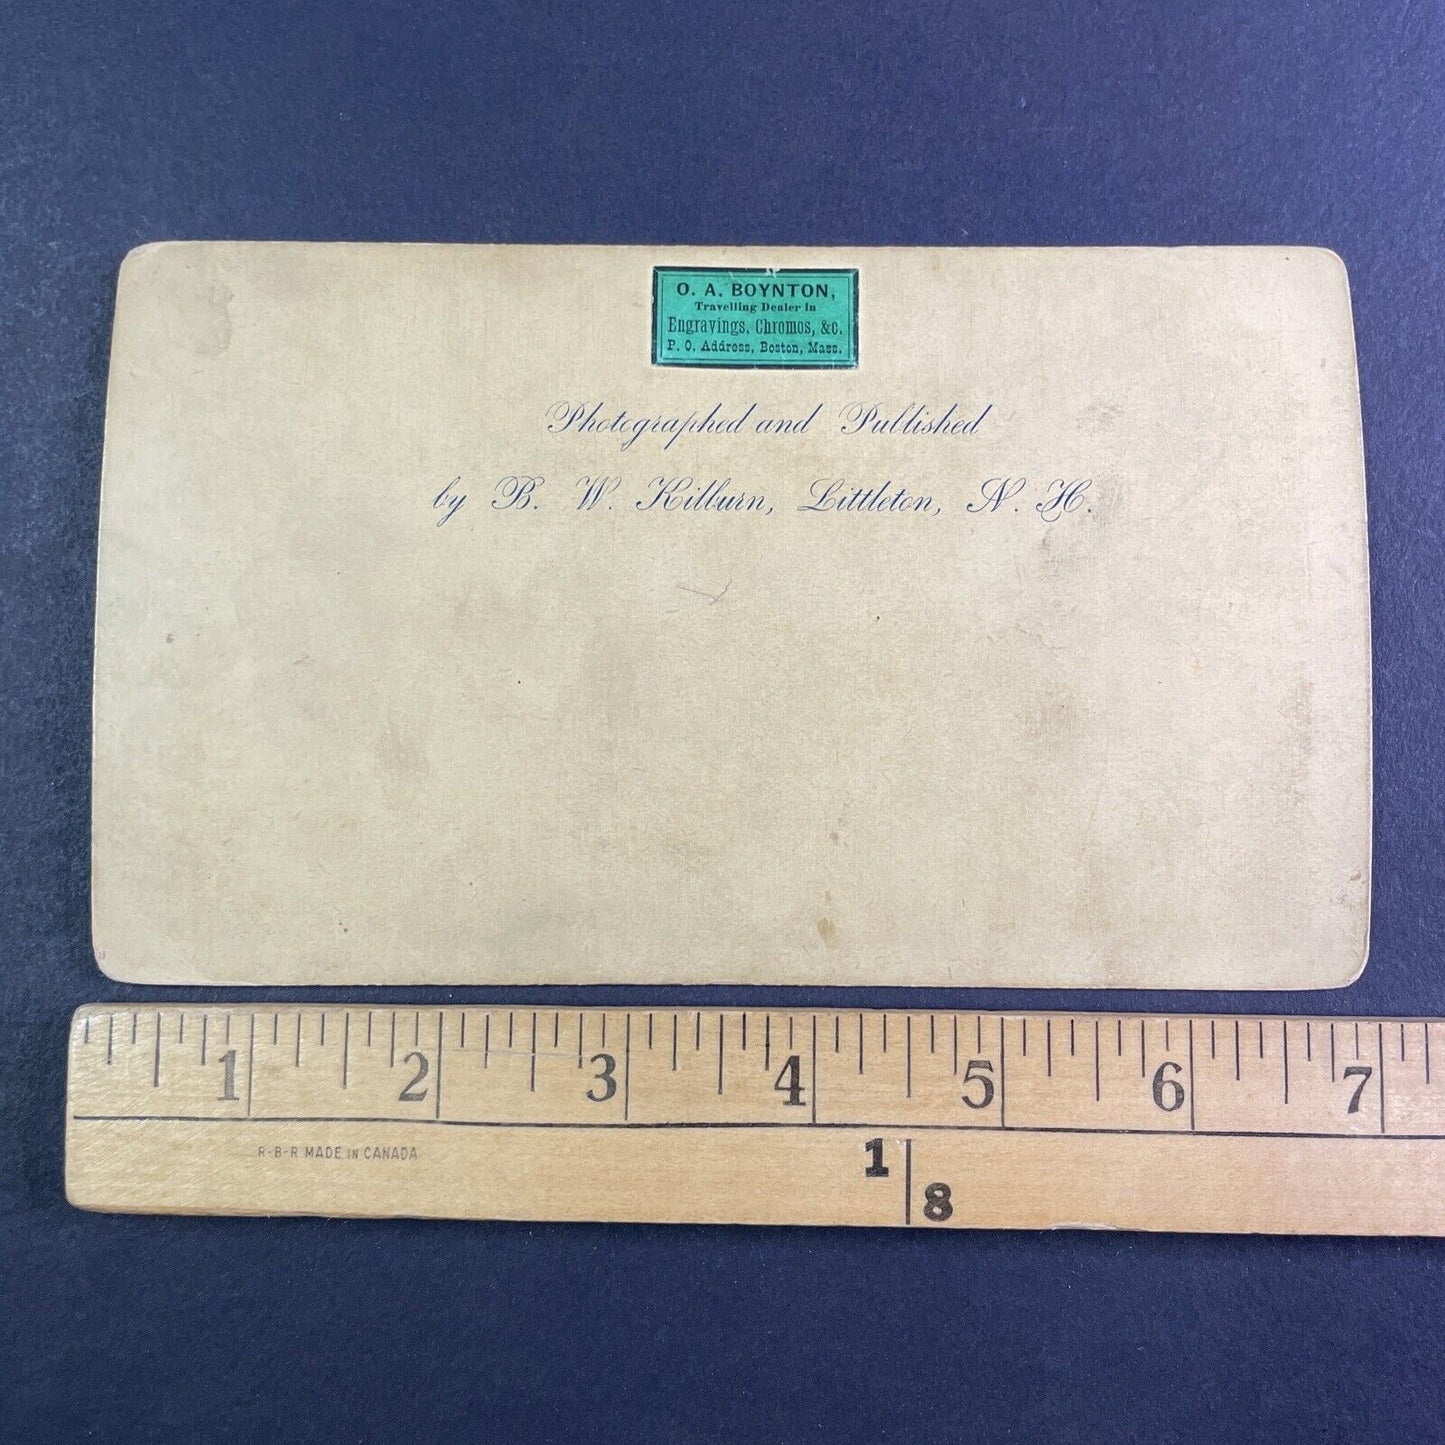 O. A. BOYNTON,
Travelling Dealer in
Engravings, Chromos, &c.
P. O. Address, Boston, Mass.
Photographed and Published
by B. W. Kilburn, Littleton, N. H.
1 2 3 4 5 6 7
R-B-R MADE IN CANADA
1 8